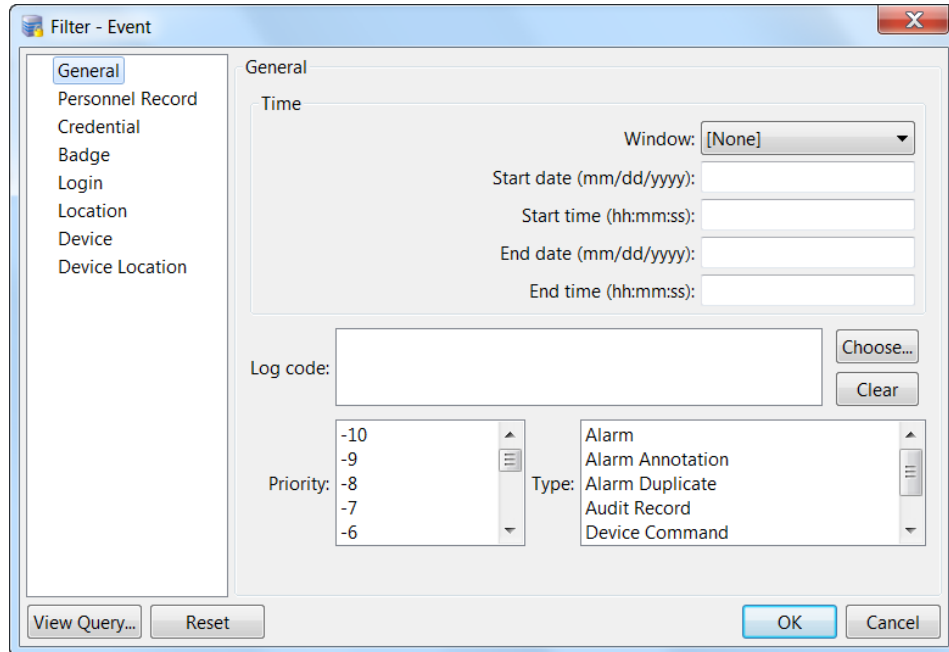 Filter - Event
General
Personnel Record
Credential
Badge
Login
Location
Device
Device Location
General
Time
Window: [None]
Start date (mm/dd/yyyy):
Start time (hh:mm:ss):
End date (mm/dd/yyyy):
End time (hh:mm:ss):
Log code:
Choose...
Clear
Priority:
-10
-9
-8
-7
-6
Type:
Alarm
Alarm Annotation
Alarm Duplicate
Audit Record
Device Command
View Query... Reset OK Cancel